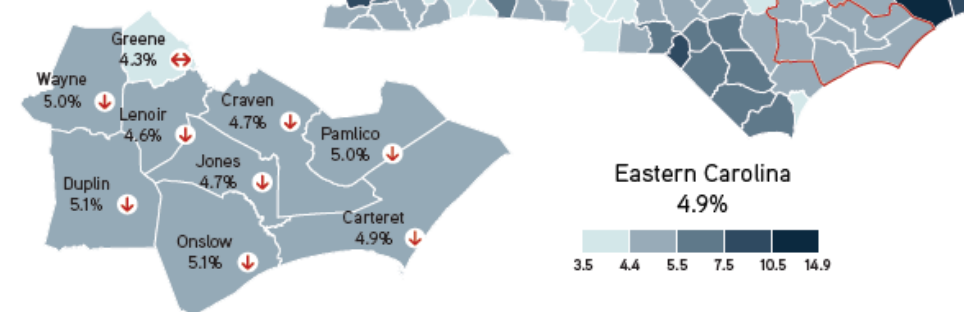 Greene
4.3%
Wayne
5.0%
Lenoir
4.6%
Craven
4.7%
Pamlico
5.0%
Jones
4.7%
Duplin
5.1%
Carteret
4.9%
Onslow
5.1%
Eastern Carolina
4.9%
3.5 4.4 5.5 7.5 10.5 14.9